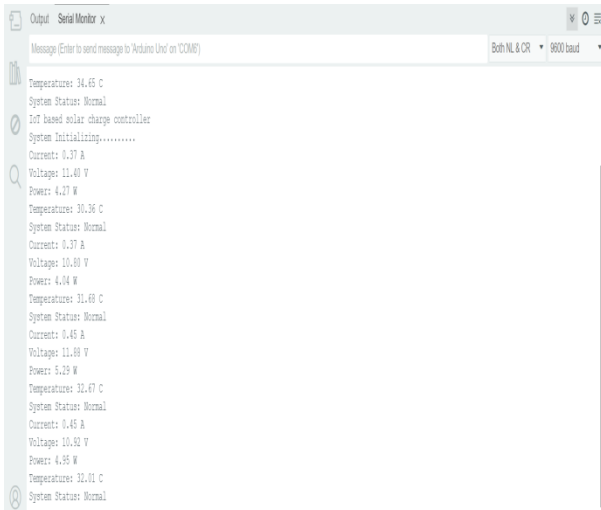 Output Serial Monitor x
Message (Enter to send message to 'Arduino Uno' on 'COM6')
Both NL & CR
9600 baud
Temperature: 34.65 C
System Status: Normal
IoT based solar charge controller
System Initializing..........
Current: 0.37 A
Voltage: 11.40 V
Power: 4.27 W
Temperature: 30.36 C
System Status: Normal
Current: 0.37 A
Voltage: 10.80 V
Power: 4.04 W
Temperature: 31.68 C
System Status: Normal
Current: 0.45 A
Voltage: 11.88 V
Power: 5.29 W
Temperature: 32.67 C
System Status: Normal
Current: 0.45 A
Voltage: 10.92 V
Power: 4.95 W
Temperature: 32.01 C
System Status: Normal